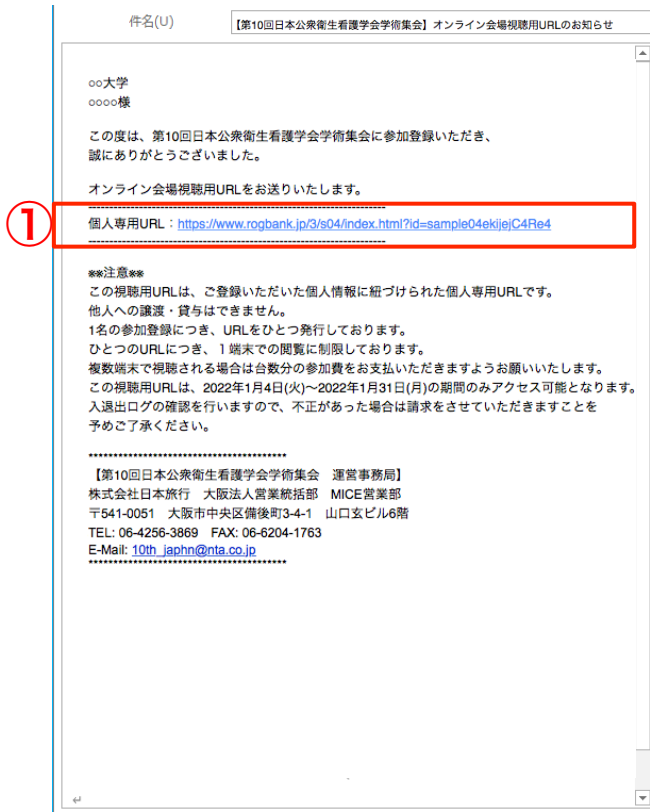 件名(U)
【第10回日本公衆衛生看護学会学術集会】オンライン会場視聴用URLのお知らせ
○○大学
○○○○様
この度は、第10回日本公衆衛生看護学会学術集会に参加登録いただき、
誠にありがとうございました。
オンライン会場視聴用URLをお送りいたします。
------------------------------------------------------------------------
①
個人専用URL：https://www.rogbank.jp/3/s04/index.html?id=sample04ekijejC4Re4
------------------------------------------------------------------------
**注意**
この視聴用URLは、ご登録いただいた個人情報に紐づけられた個人専用URLです。
他人への譲渡・貸与はできません。
1名の参加登録につき、URLをひとつ発行しております。
ひとつのURLにつき、1端末での閲覧に制限しております。
複数端末で視聴される場合は台数分の参加費をお支払いただきますようお願いいたします。
この視聴用URLは、2022年1月4日(火)～2022年1月31日(月)の期間のみアクセス可能となります。
入退出ログの確認を行いますので、不正があった場合は請求をさせていただきますことを
予めご了承ください。
****************************************
【第10回日本公衆衛生看護学会学術集会　運営事務局】
株式会社日本旅行　大阪法人営業統括部　MICE営業部
〒541-0051　大阪市中央区備後町3-4-1　山口玄ビル6階
TEL: 06-4256-3869　FAX: 06-6204-1763
E-Mail: 10th_japhn@nta.co.jp
****************************************